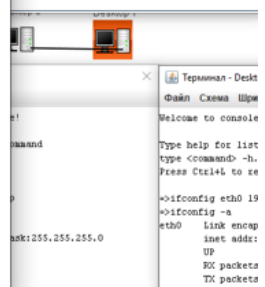 Desktop 1
Терминал - Deskt
Файл Схема Шри
e!
Welcome to console
ommand
Type help for list
type <command> -h.
Press Ctrl+L to re
p
=>ifconfig eth0 19
=>ifconfig -a
eth0 Link encap
ask:255.255.255.0
inet addr:
UP
RX packets
TX packets